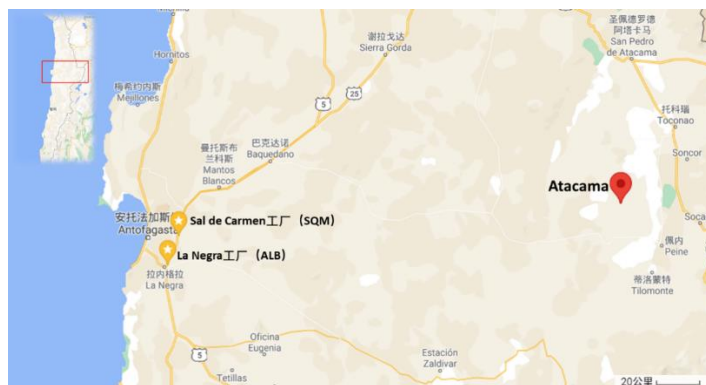 Hornitos
谢拉戈达
Sierra Gorda
圣佩德罗德
阿塔卡马
San Pedro
de Atacama
5
25
梅希约内斯
Mejillones
托科瑙
Toconao
曼托斯布
兰科斯
Mantos
Blancos
巴克达诺
Baquedano
Soncor
Atacama
安托法加斯
Antofagasta
Sal de Carmen工厂（SQM）
Soca
La Negra工厂（ALB）
佩内
Peine
拉内格拉
La Negra
蒂洛蒙特
Tilomonte
Oficina
Eugenia
5
Estación
Zaldivar
Tetillas
20公里